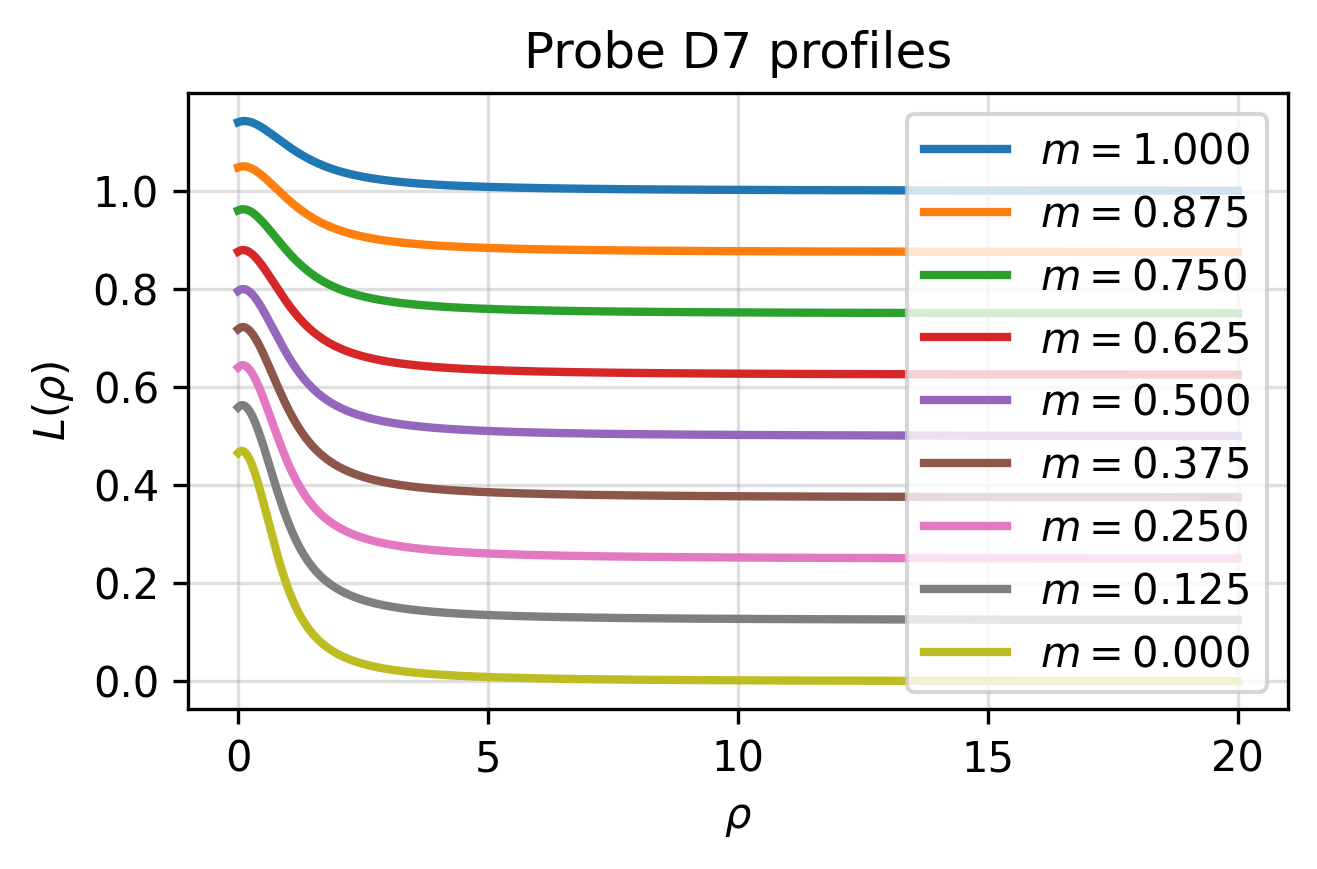 Probe D7 profiles
L(ρ)
1.0
0.8
0.6
0.4
0.2
0.0
m = 1.000
m = 0.875
m = 0.750
m = 0.625
m = 0.500
m = 0.375
m = 0.250
m = 0.125
m = 0.000
0 5 10 15 20
ρ